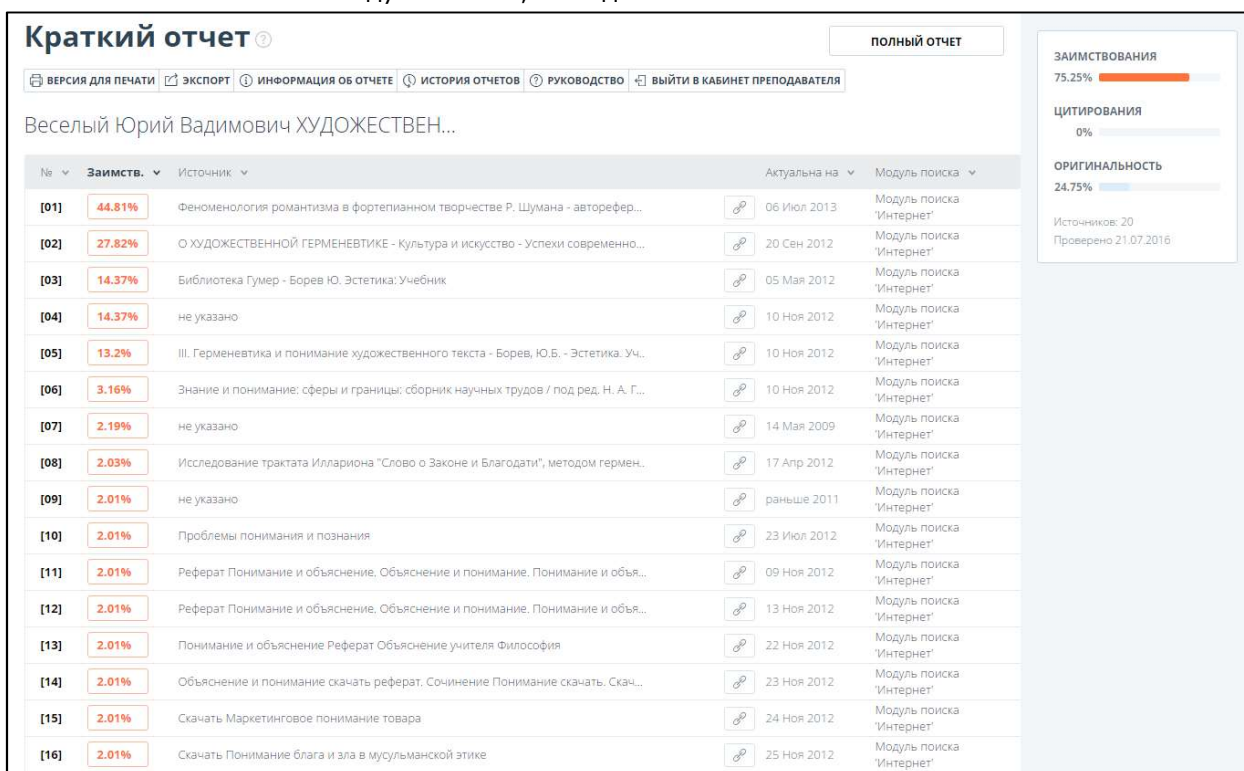 Краткий отчет ?
ПОЛНЫЙ ОТЧЕТ
ВЕРСИЯ ДЛЯ ПЕЧАТИ ЭКСПОРТ ИНФОРМАЦИЯ ОБ ОТЧЕТЕ ИСТОРИЯ ОТЧЕТОВ РУКОВОДСТВО ВЫЙТИ В КАБИНЕТ ПРЕПОДАВАТЕЛЯ
Веселый Юрий Вадимович ХУДОЖЕСТВЕН...
№ Заимств. Источник Актуальна на Модуль поиска
[01] 44.81% Феноменология романтизма в фортепианном творчестве Р. Шумана - авторефер... 06 Июл 2013 Модуль поиска
'Интернет'
[02] 27.82% О ХУДОЖЕСТВЕННОЙ ГЕРМЕНЕВТИКЕ - Культура и искусство - Успехи современно... 20 Сен 2012 Модуль поиска
'Интернет'
[03] 14.37% Библиотека Гумер - Борев Ю. Эстетика: Учебник 05 Мая 2012 Модуль поиска
'Интернет'
[04] 14.37% не указано 10 Ноя 2012 Модуль поиска
'Интернет'
[05] 13.2% III. Герменевтика и понимание художественного текста - Борев, Ю.Б. - Эстетика. Уч.. 10 Ноя 2012 Модуль поиска
'Интернет'
[06] 3.16% Знание и понимание: сферы и границы: сборник научных трудов / под ред. Н. А. Г... 10 Ноя 2012 Модуль поиска
'Интернет'
[07] 2.19% не указано 14 Мая 2009 Модуль поиска
'Интернет'
[08] 2.03% Исследование трактата Иллариона "Слово о Законе и Благодати", методом гермен.. 17 Апр 2012 Модуль поиска
'Интернет'
[09] 2.01% не указано раньше 2011 Модуль поиска
'Интернет'
[10] 2.01% Проблемы понимания и познания 23 Июл 2012 Модуль поиска
'Интернет'
[11] 2.01% Реферат Понимание и объяснение. Объяснение и понимание. Понимание и объя... 09 Ноя 2012 Модуль поиска
'Интернет'
[12] 2.01% Реферат Понимание и объяснение. Объяснение и понимание. Понимание и объя... 13 Ноя 2012 Модуль поиска
'Интернет'
[13] 2.01% Понимание и объяснение Реферат Объяснение учителя Философия 22 Ноя 2012 Модуль поиска
'Интернет'
[14] 2.01% Объяснение и понимание скачать реферат. Сочинение Понимание скачать. Скач... 23 Ноя 2012 Модуль поиска
'Интернет'
[15] 2.01% Скачать Маркетинговое понимание товара 24 Ноя 2012 Модуль поиска
'Интернет'
[16] 2.01% Скачать Понимание блага и зла в мусульманской этике 25 Ноя 2012 Модуль поиска
'Интернет'
ЗАИМСТВОВАНИЯ
75.25%
ЦИТИРОВАНИЯ
0%
ОРИГИНАЛЬНОСТЬ
24.75%
Источников: 20
Проверено 21.07.2016